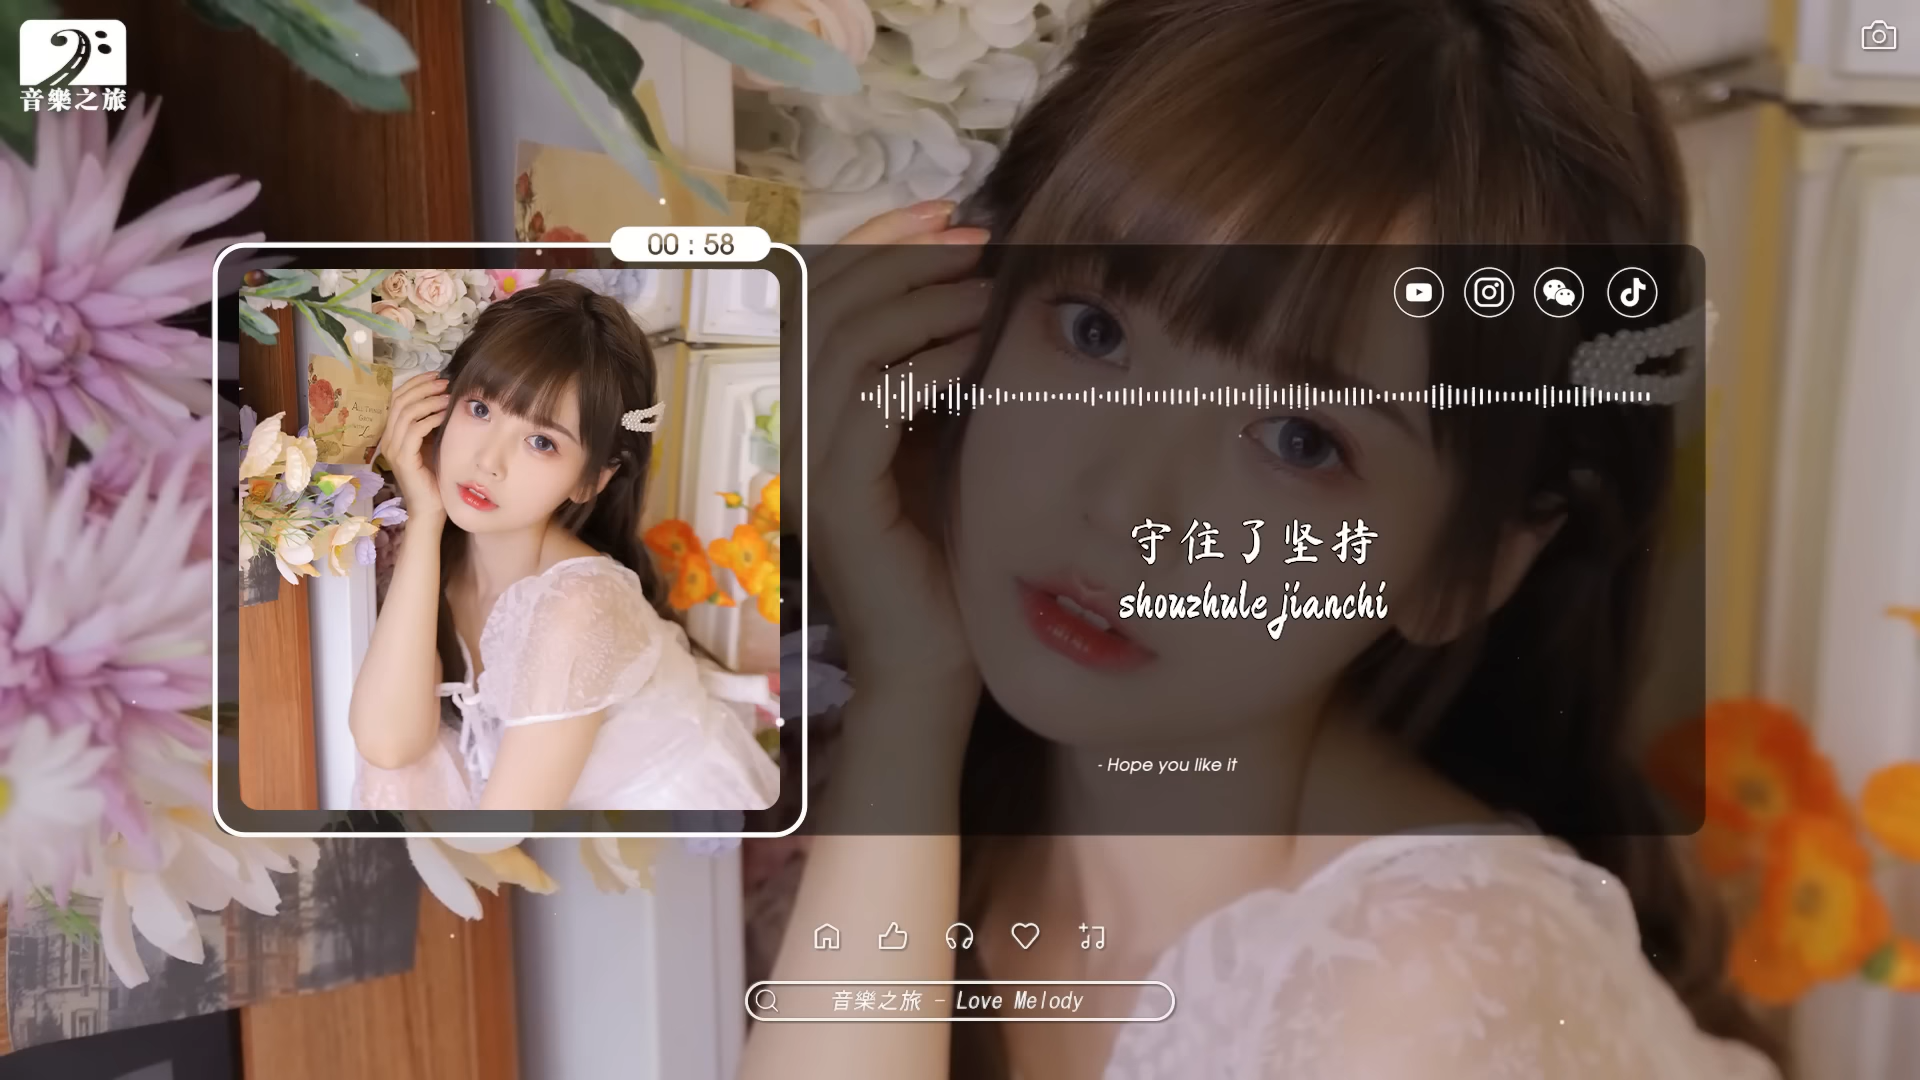 音樂之旅
00 : 58
守住了坚持
shouzhule jianchi
- Hope you like it
音樂之旅 - Love Melody